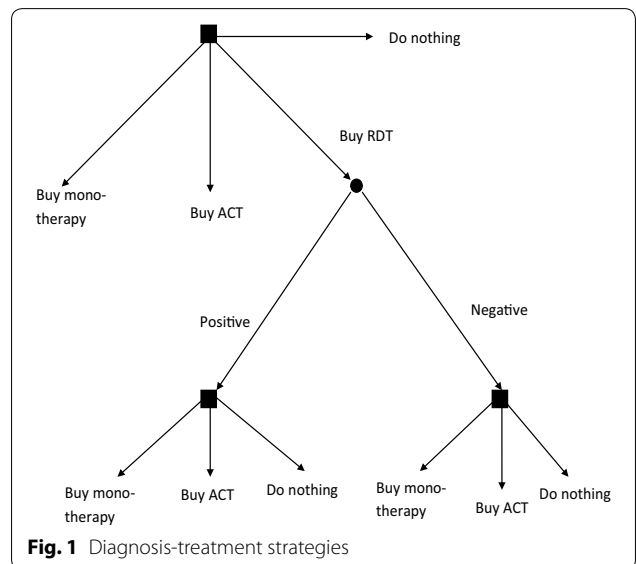 Do nothing
Buy RDT
Buy mono-
therapy
Buy ACT
Positive
Negative
Buy mono-
therapy
Buy ACT
Do nothing
Buy mono-
therapy
Buy ACT
Do nothing
Fig. 1 Diagnosis-treatment strategies